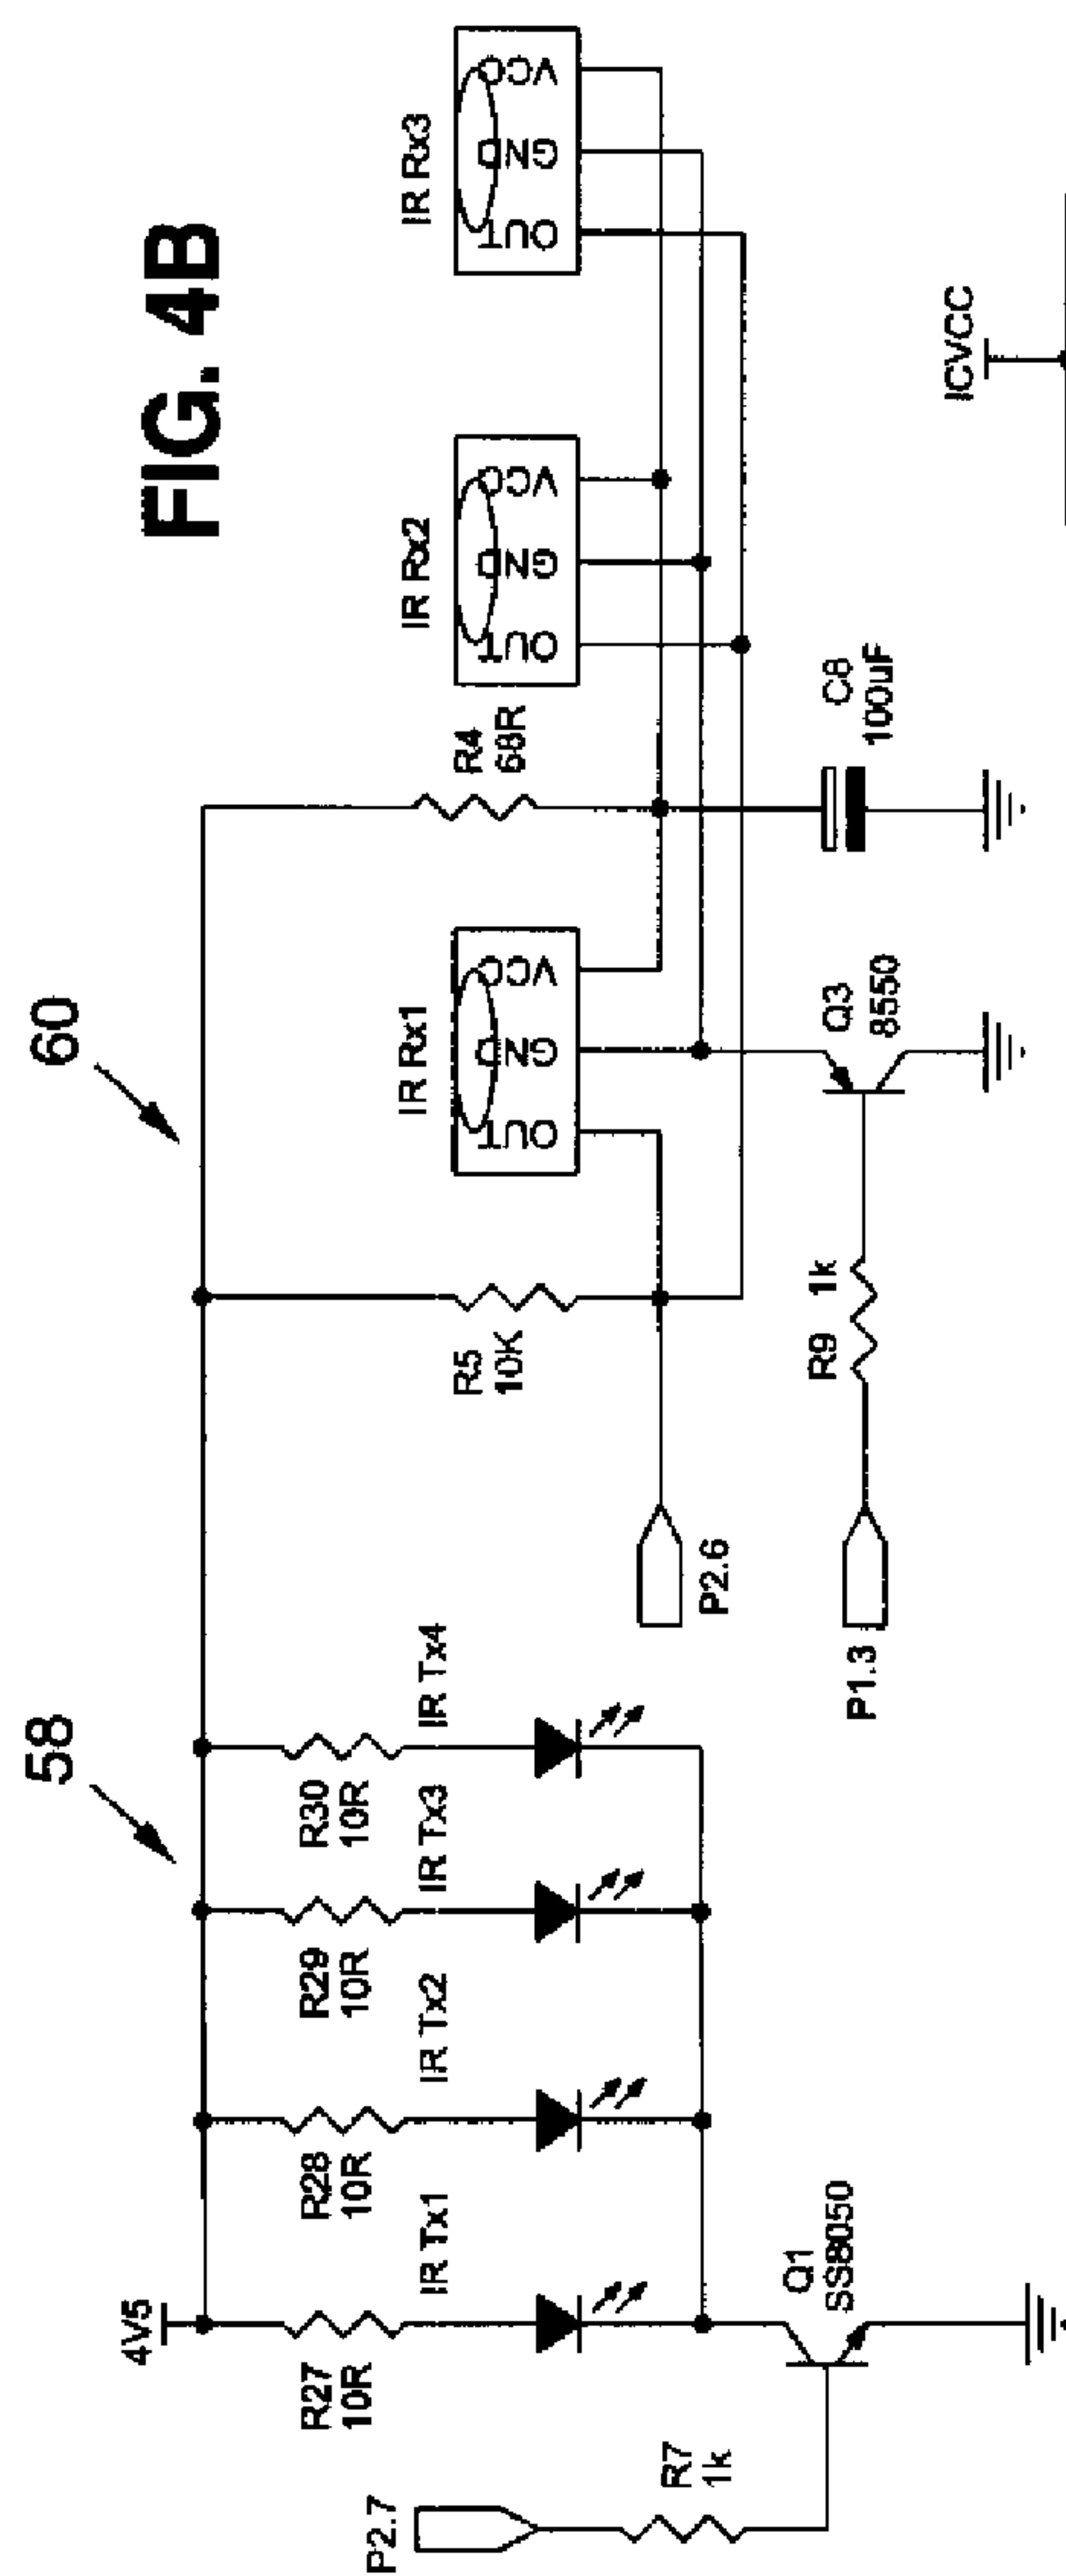 FIG. 4B
58
60
4V5
R27
10R
R28
10R
R29
10R
R30
10R
IR Tx1
IR Tx2
IR Tx3
IR Tx4
P2.7
R7
1k
Q1
SS8050
R5
10K
R4
68R
IR Rx1
OUT
GND
VCC
IR Rx2
OUT
GND
VCC
IR Rx3
OUT
GND
VCC
P2.6
P1.3
R9 1k
Q3
8550
C8
100uF
ICVCC